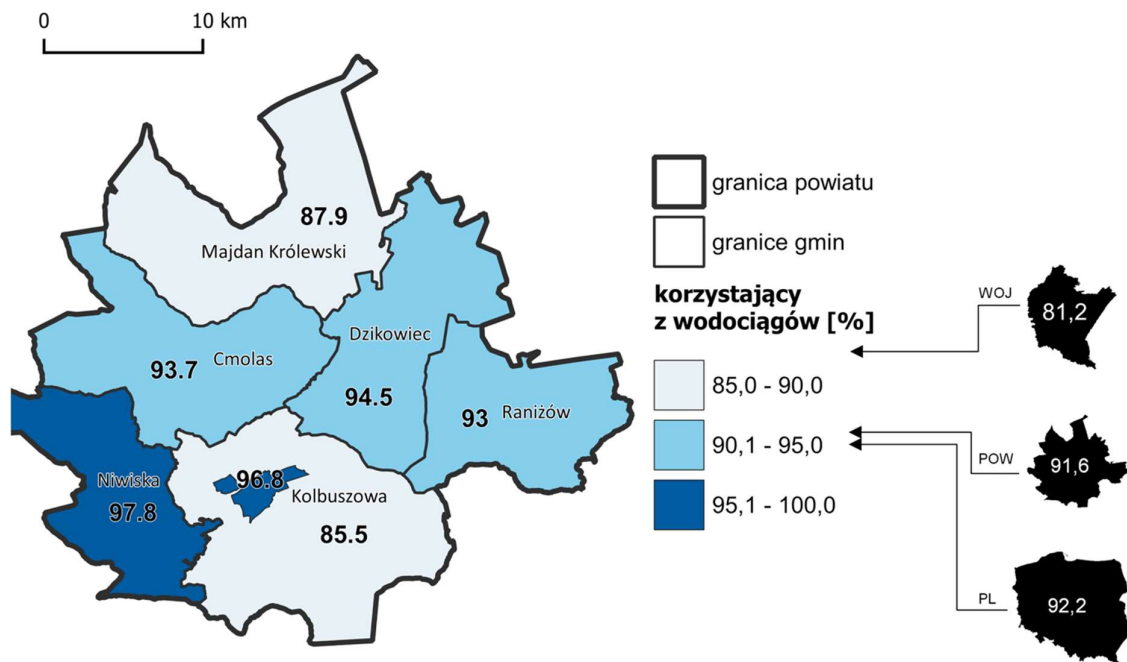 0 10 km
87.9
Majdan Królewski
Dzikowiec
93.7
Cmolas
94.5
93
Raniżów
Niwiska
97.8
96.8
Kolbuszowa
85.5
granica powiatu
granice gmin
korzystający
z wodociągów [%]
85,0 - 90,0
90,1 - 95,0
95,1 - 100,0
WOJ
81,2
POW
91,6
PL
92,2